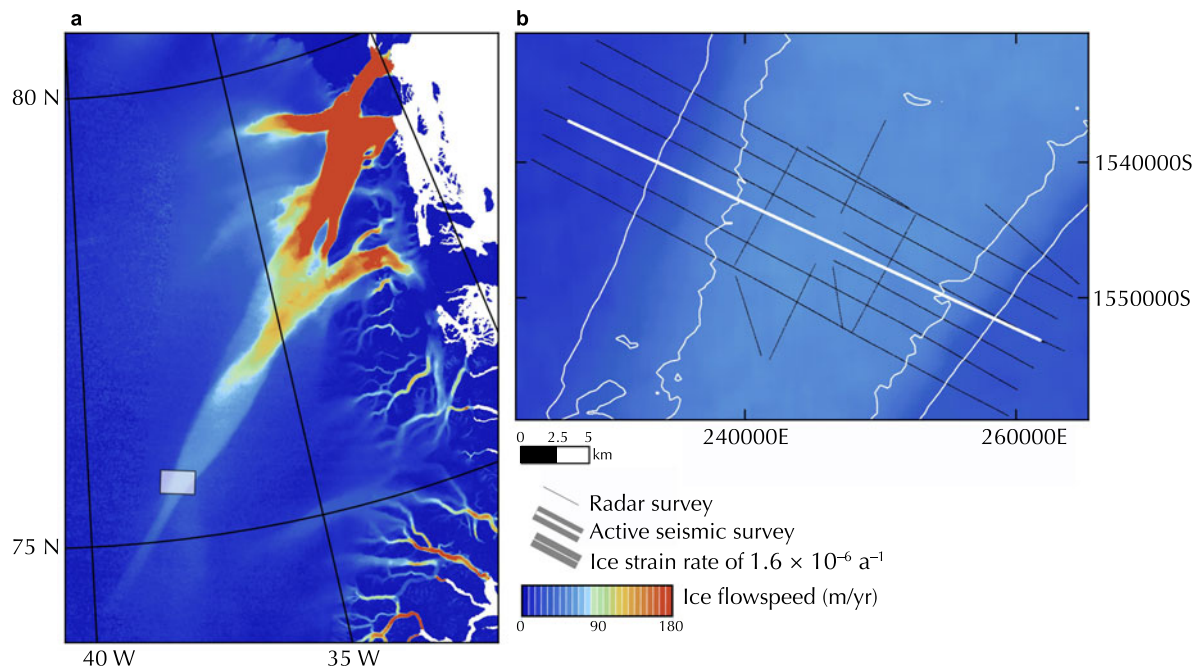 a
80 N
75 N
40 W
35 W
b
1540000S
1550000S
240000E
260000E
0 2.5 5
km
Radar survey
Active seismic survey
Ice strain rate of 1.6 × 10⁻⁶ a⁻¹
Ice flowspeed (m/yr)
0 90 180